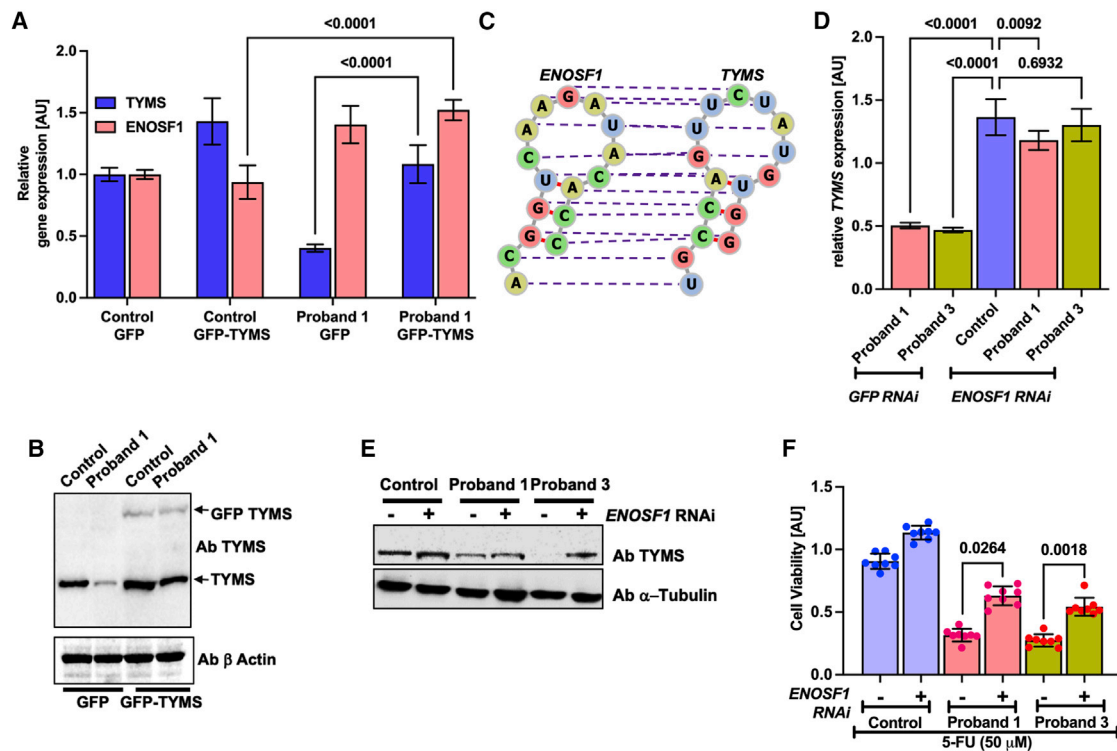 A
<0.0001
<0.0001
2.0
1.5
1.0
0.5
0.0
Relative
gene expression [AU]
TYMS
ENOSF1
Control
GFP
Control
GFP-TYMS
Proband 1
GFP
Proband 1
GFP-TYMS
C
ENOSF1
TYMS
A G A
A U
C A
U A C
G C
G C
C
A
U C U
U A
G U
A U G
C G
C G
G
U
D
<0.0001
0.0092
<0.0001
0.6932
2.0
1.5
1.0
0.5
0.0
relative TYMS expression [AU]
Proband 1
Proband 3
Control
Proband 1
Proband 3
GFP RNAi
ENOSF1 RNAi
B
Control
Proband 1
Control
Proband 1
GFP TYMS
Ab TYMS
TYMS
Ab β Actin
GFP
GFP-TYMS
E
Control Proband 1 Proband 3
- + - + - + ENOSF1 RNAi
Ab TYMS
Ab α–Tubulin
F
1.5
1.0
0.5
0.0
Cell Viability [AU]
0.0264
0.0018
ENOSF1
RNAi
- + - + - +
Control
Proband 1
Proband 3
5-FU (50 μM)